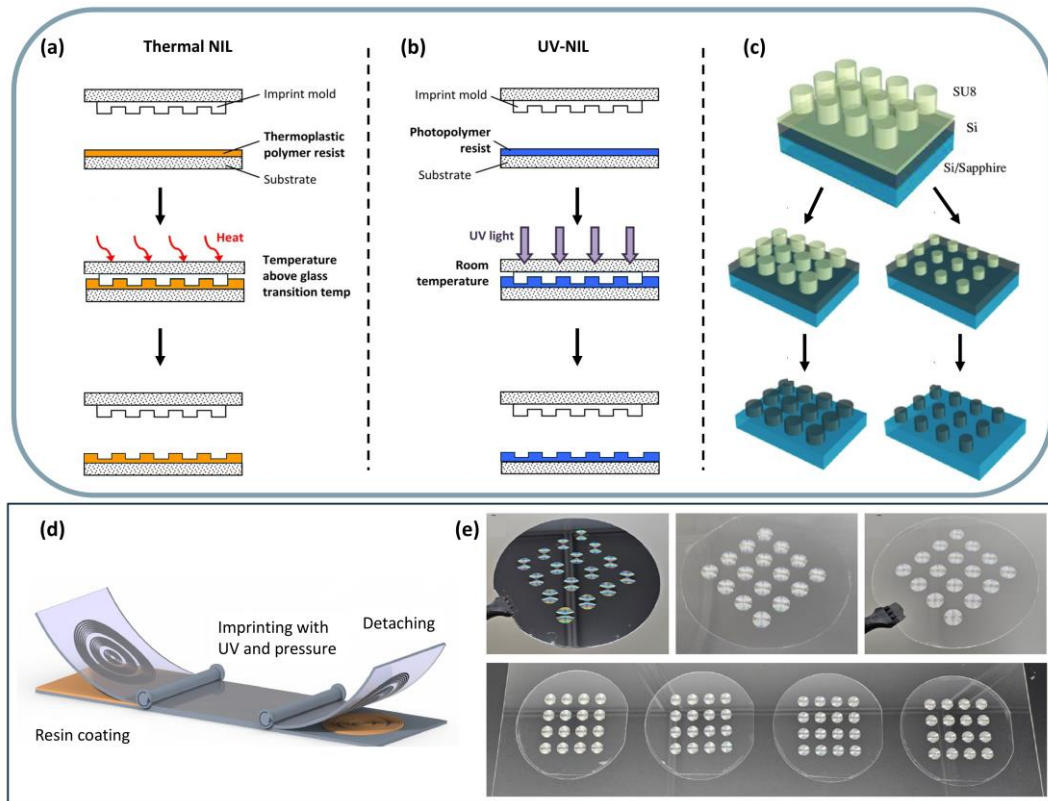 (a)
Thermal NIL
Imprint mold
Thermoplastic
polymer resist
Substrate
Heat
Temperature
above glass
transition temp
(b)
UV-NIL
Imprint mold
Photopolymer
resist
Substrate
UV light
Room
temperature
(c)
SU8
Si
Si/Sapphire
(d)
Imprinting with
UV and pressure
Detaching
Resin coating
(e)